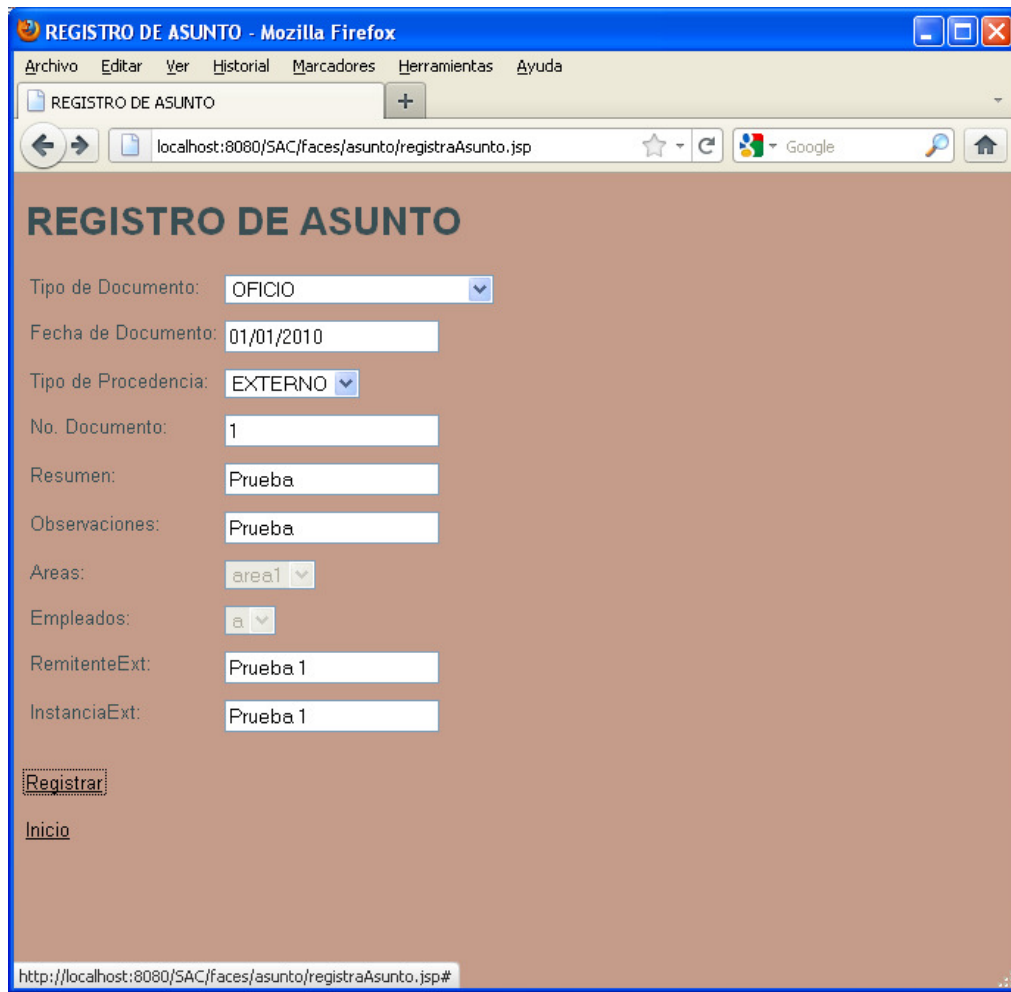 REGISTRO DE ASUNTO - Mozilla Firefox
Archivo Editar Ver Historial Marcadores Herramientas Ayuda
REGISTRO DE ASUNTO
localhost:8080/SAC/faces/asunto/registraAsunto.jsp Google
REGISTRO DE ASUNTO
Tipo de Documento: OFICIO
Fecha de Documento: 01/01/2010
Tipo de Procedencia: EXTERNO
No. Documento: 1
Resumen: Prueba
Observaciones: Prueba
Areas: area1
Empleados: a
RemitenteExt: Prueba 1
InstanciaExt: Prueba 1
Registrar
Inicio
http://localhost:8080/SAC/faces/asunto/registraAsunto.jsp#